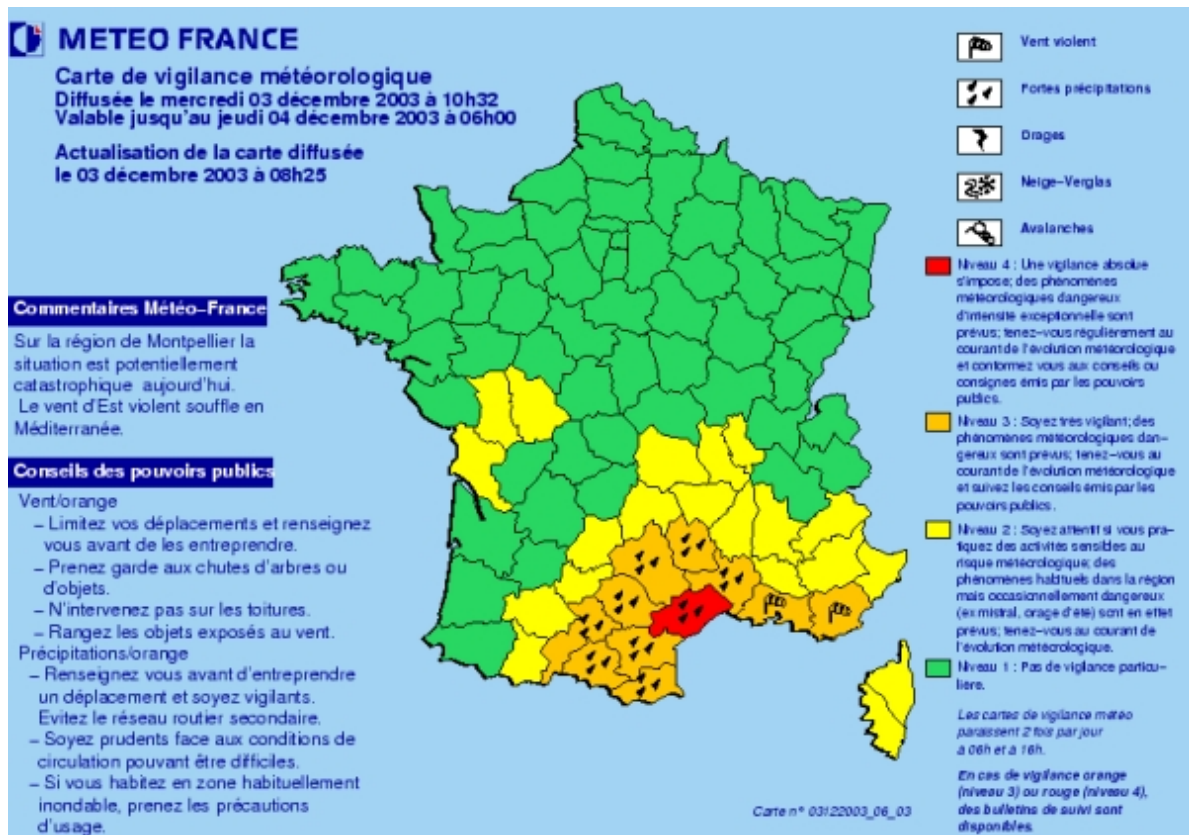 METEO FRANCE
Carte de vigilance météorologique
Diffusée le mercredi 03 décembre 2003 à 10h32
Valable jusqu'au jeudi 04 décembre 2003 à 06h00
Actualisation de la carte diffusée
le 03 décembre 2003 à 08h25
Commentaires Météo–France
Sur la région de Montpellier la
situation est potentiellement
catastrophique aujourd'hui.
Le vent d'Est violent souffle en
Méditerranée.
Conseils des pouvoirs publics
Vent/orange
– Limitez vos déplacements et renseignez
vous avant de les entreprendre.
– Prenez garde aux chutes d'arbres ou
d'objets.
– N'intervenez pas sur les toitures.
– Rangez les objets exposés au vent.
Précipitations/orange
– Renseignez vous avant d'entreprendre
un déplacement et soyez vigilants.
Evitez le réseau routier secondaire.
– Soyez prudents face aux conditions de
circulation pouvant être difficiles.
– Si vous habitez en zone habituellement
inondable, prenez les précautions
d'usage.
Vent violent
Fortes précipitations
Orages
Neige–Verglas
Avalanches
Niveau 4 : Une vigilance absolue
s'impose; des phénomènes
météorologiques dangereux
d'intensité exceptionnelle sont
prévus; tenez–vous régulièrement au
courant de l'évolution météorologique
et conformez vous aux conseils ou
consignes émis par les pouvoirs
publics.
Niveau 3 : Soyez très vigilant; des
phénomènes météorologiques dan–
gereux sont prévus; tenez–vous au
courant de l'évolution météorologique
et suivez les conseils émis par les
pouvoirs publics.
Niveau 2 : Soyez attentif si vous pra–
tiquez des activités sensibles au
risque météorologique; des
phénomènes habituels dans la région
mais occasionnellement dangereux
(ex mistral, orage d'été) sont en effet
prévus; tenez–vous au courant de
l'évolution météorologique.
Niveau 1 : Pas de vigilance particu–
lière.
Les cartes de vigilance météo
paraissent 2 fois par jour
à 06h et à 16h.
En cas de vigilance orange
(niveau 3) ou rouge (niveau 4),
des bulletins de suivi sont
disponibles.
Carte n° 03122003_06_03